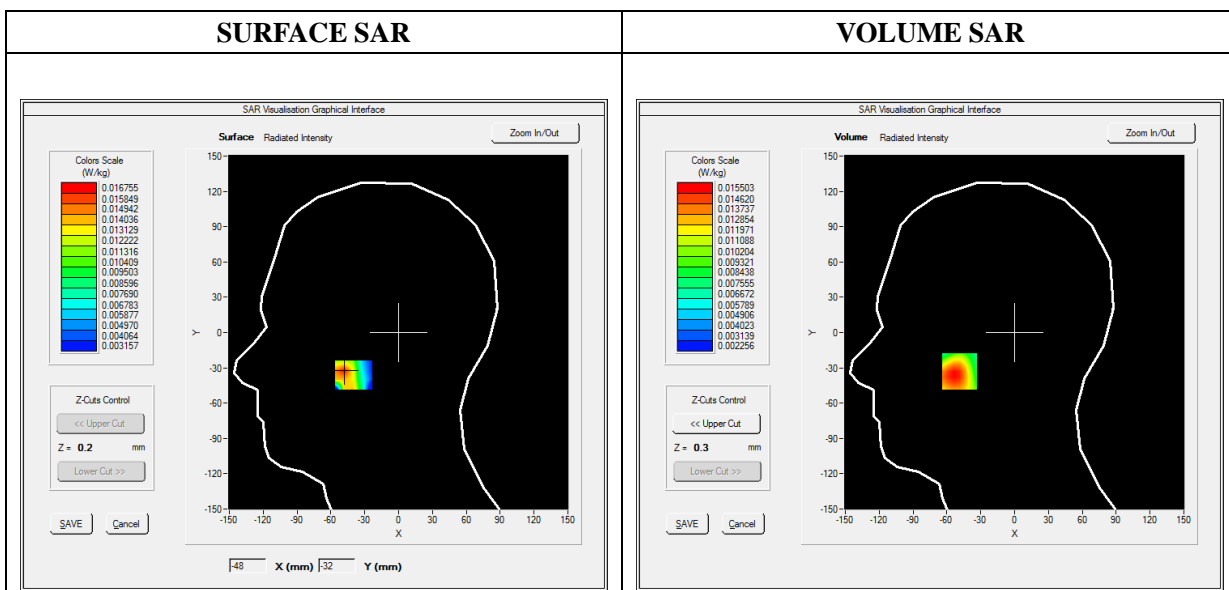 SURFACE SAR
VOLUME SAR
SAR Visualisation Graphical Interface
Surface Radiated Intensity
Zoom In/Out
Colors Scale
(W/kg)
0.016755
0.015849
0.014942
0.014036
0.013129
0.012222
0.011316
0.010409
0.009503
0.008596
0.007690
0.006783
0.005877
0.004970
0.004064
0.003157
Z-Cuts Control
<< Upper Cut
Z = 0.2 mm
Lower Cut >>
SAVE Cancel
150
120
90
60
30
0
-30
-60
-90
-120
-150
Y
-150 -120 -90 -60 -30 0 30 60 90 120 150
X
-48 X (mm) -32 Y (mm)
SAR Visualisation Graphical Interface
Volume Radiated Intensity
Zoom In/Out
Colors Scale
(W/kg)
0.015503
0.014620
0.013737
0.012854
0.011971
0.011088
0.010204
0.009321
0.008438
0.007555
0.006672
0.005789
0.004906
0.004023
0.003139
0.002256
Z-Cuts Control
<< Upper Cut
Z = 0.3 mm
Lower Cut >>
SAVE Cancel
150
120
90
60
30
0
-30
-60
-90
-120
-150
Y
-150 -120 -90 -60 -30 0 30 60 90 120 150
X